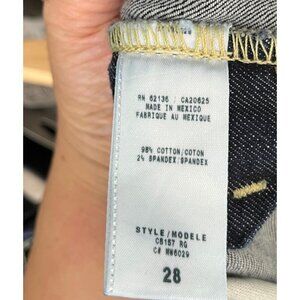 RN 62136 / CA20625
MADE IN MEXICO
FABRIQUE AU MEXIQUE
98% COTTON/COTON
2% SPANDEX/SPANDEX
STYLE/MODELE
CB157 RG
C# MW6029
28